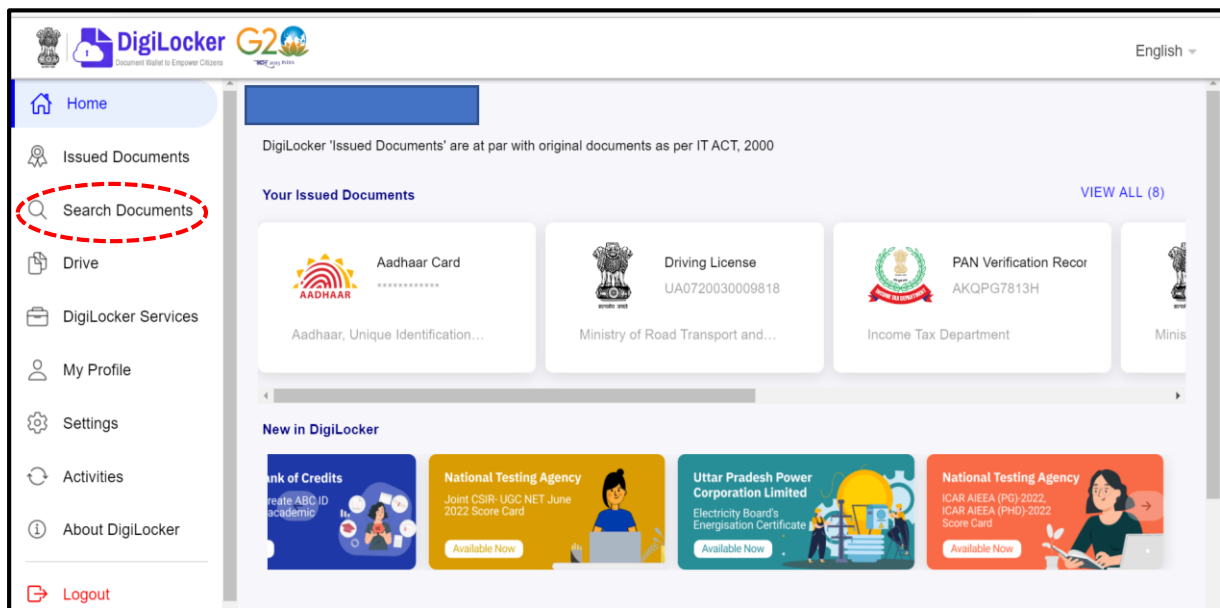 DigiLocker
Document Wallet to Empower Citizens
G20
English
Home
Issued Documents
Search Documents
Drive
DigiLocker Services
My Profile
Settings
Activities
About DigiLocker
Logout
DigiLocker 'Issued Documents' are at par with original documents as per IT ACT, 2000
Your Issued Documents
VIEW ALL (8)
AADHAAR
Aadhaar Card
************
Aadhaar, Unique Identification...
Driving License
UA0720030009818
Ministry of Road Transport and...
INCOME TAX DEPARTMENT
PAN Verification Recor
AKQPG7813H
Income Tax Department
Minis
New in DigiLocker
ank of Credits
reate ABC ID
academic
National Testing Agency
Joint CSIR- UGC NET June
2022 Score Card
Available Now
Uttar Pradesh Power
Corporation Limited
Electricity Board's
Energisation Certificate
Available Now
National Testing Agency
ICAR AIEEA (PG)-2022,
ICAR AIEEA (PHD)-2022
Score Card
Available Now